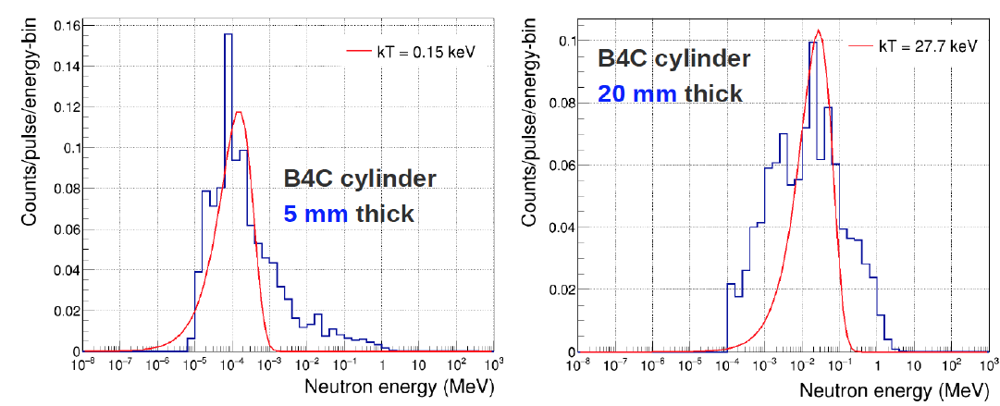 0.16
0.14
0.12
0.1
0.08
0.06
0.04
0.02
0
Counts/pulse/energy-bin
kT = 0.15 keV
B4C cylinder
5 mm thick
10⁻⁸ 10⁻⁷ 10⁻⁶ 10⁻⁵ 10⁻⁴ 10⁻³ 10⁻² 10⁻¹ 1 10 10² 10³
Neutron energy (MeV)
0.1
0.08
0.06
0.04
0.02
0
Counts/pulse/energy-bin
B4C cylinder
20 mm thick
kT = 27.7 keV
10⁻⁸ 10⁻⁷ 10⁻⁶ 10⁻⁵ 10⁻⁴ 10⁻³ 10⁻² 10⁻¹ 1 10 10² 10³
Neutron energy (MeV)